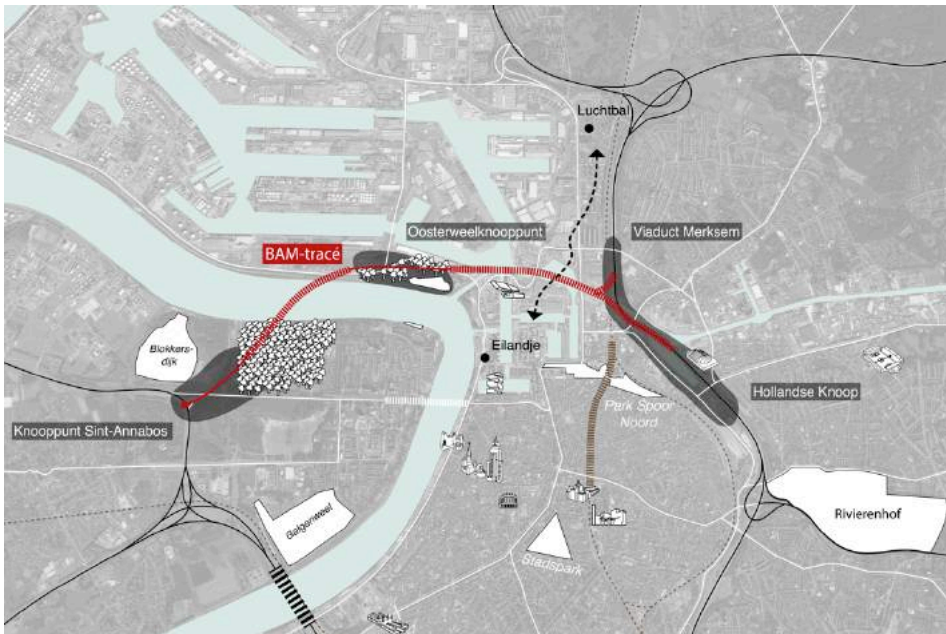 Luchtbal
Oosterweelknooppunt
Viaduct Merksem
BAM-tracé
Blokkers-
dijk
Eilandje
Hollandse Knoop
Park Spoor
Noord
Knooppunt Sint-Annabos
Galgenweel
Rivierenhof
Stadspark